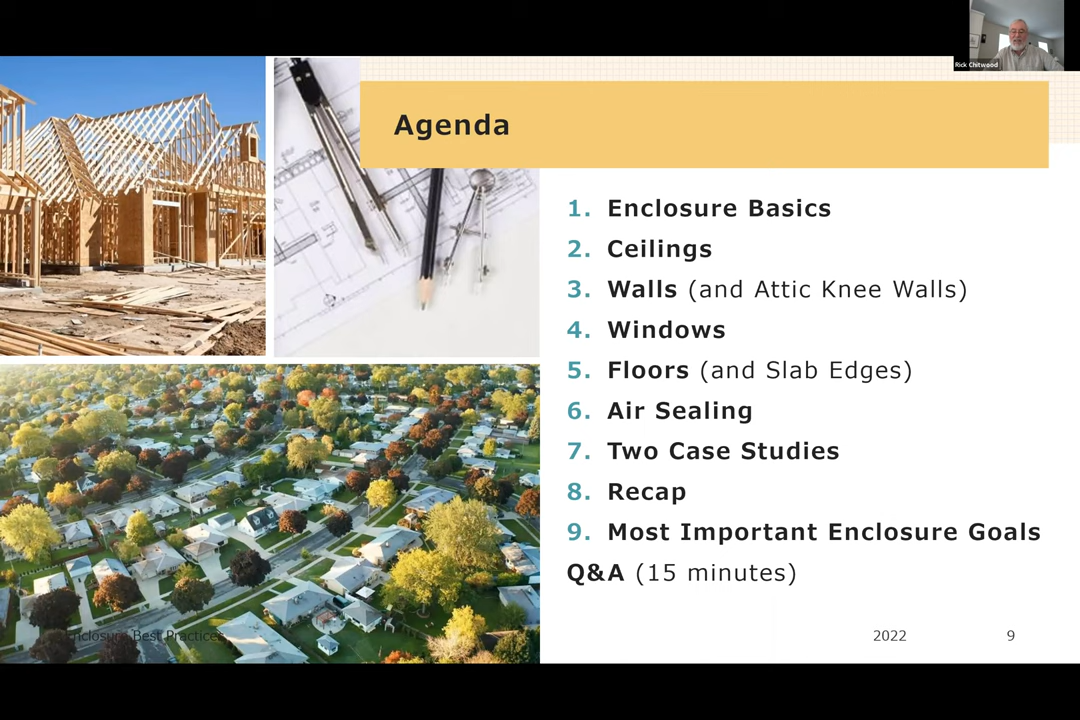 Rick Chitwood
Agenda
1. Enclosure Basics
2. Ceilings
3. Walls (and Attic Knee Walls)
4. Windows
5. Floors (and Slab Edges)
6. Air Sealing
7. Two Case Studies
8. Recap
9. Most Important Enclosure Goals
Q&A (15 minutes)
Enclosure Best Practices
2022
9